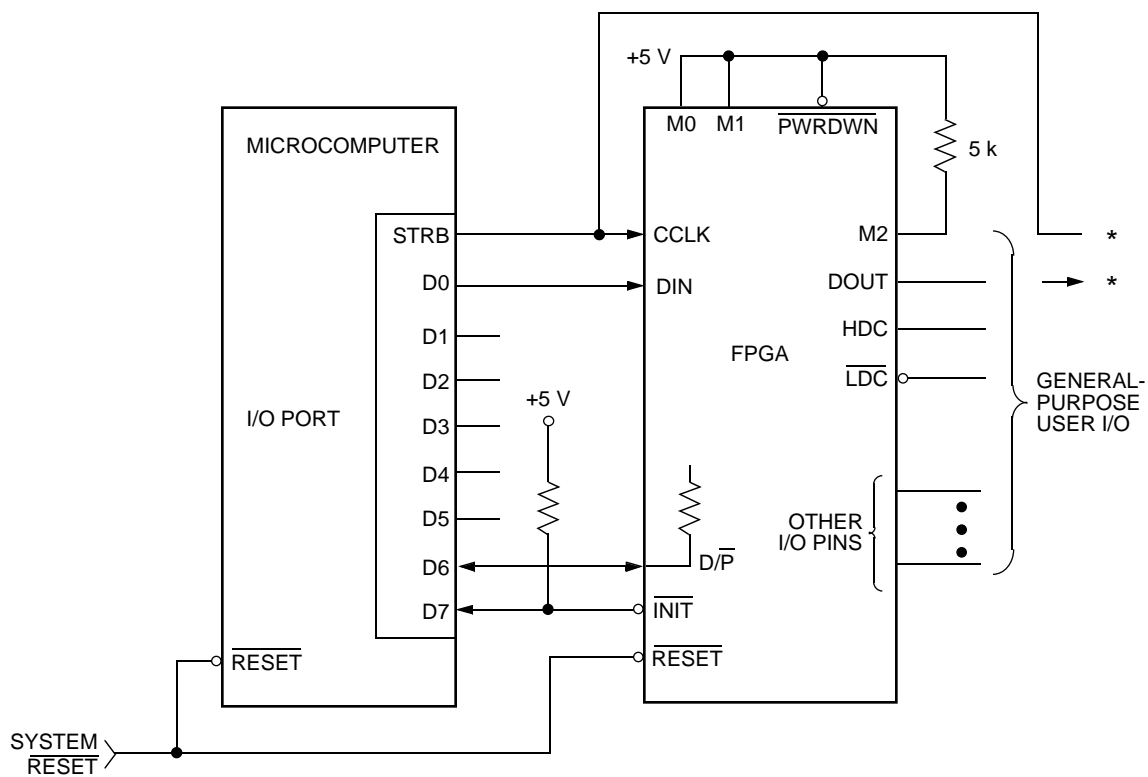 +5 V
M0 M1 PWRDWN
MICROCOMPUTER
5 k
STRB
CCLK
M2
*
D0
DIN
DOUT
*
D1
HDC
D2
FPGA
LDC
I/O PORT
D3
+5 V
GENERAL-
PURPOSE
USER I/O
D4
D5
OTHER
I/O PINS
D6
D/P
D7
INIT
RESET
RESET
SYSTEM
RESET